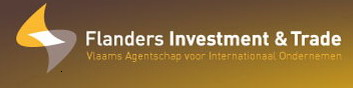 Flanders Investment & Trade
Vlaams Agentschap voor Internationaal Ondernemen